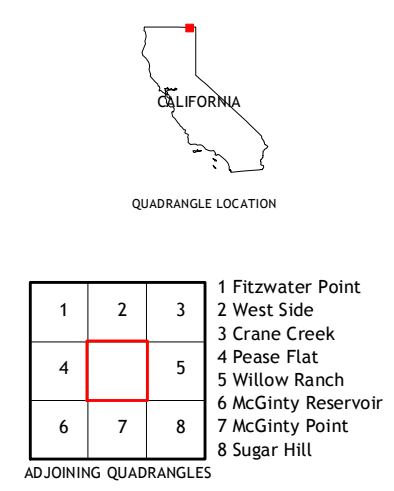 CALIFORNIA
QUADRANGLE LOCATION
1 2 3
4 5
6 7 8
1 Fitzwater Point
2 West Side
3 Crane Creek
4 Pease Flat
5 Willow Ranch
6 McGinty Reservoir
7 McGinty Point
8 Sugar Hill
ADJOINING QUADRANGLES